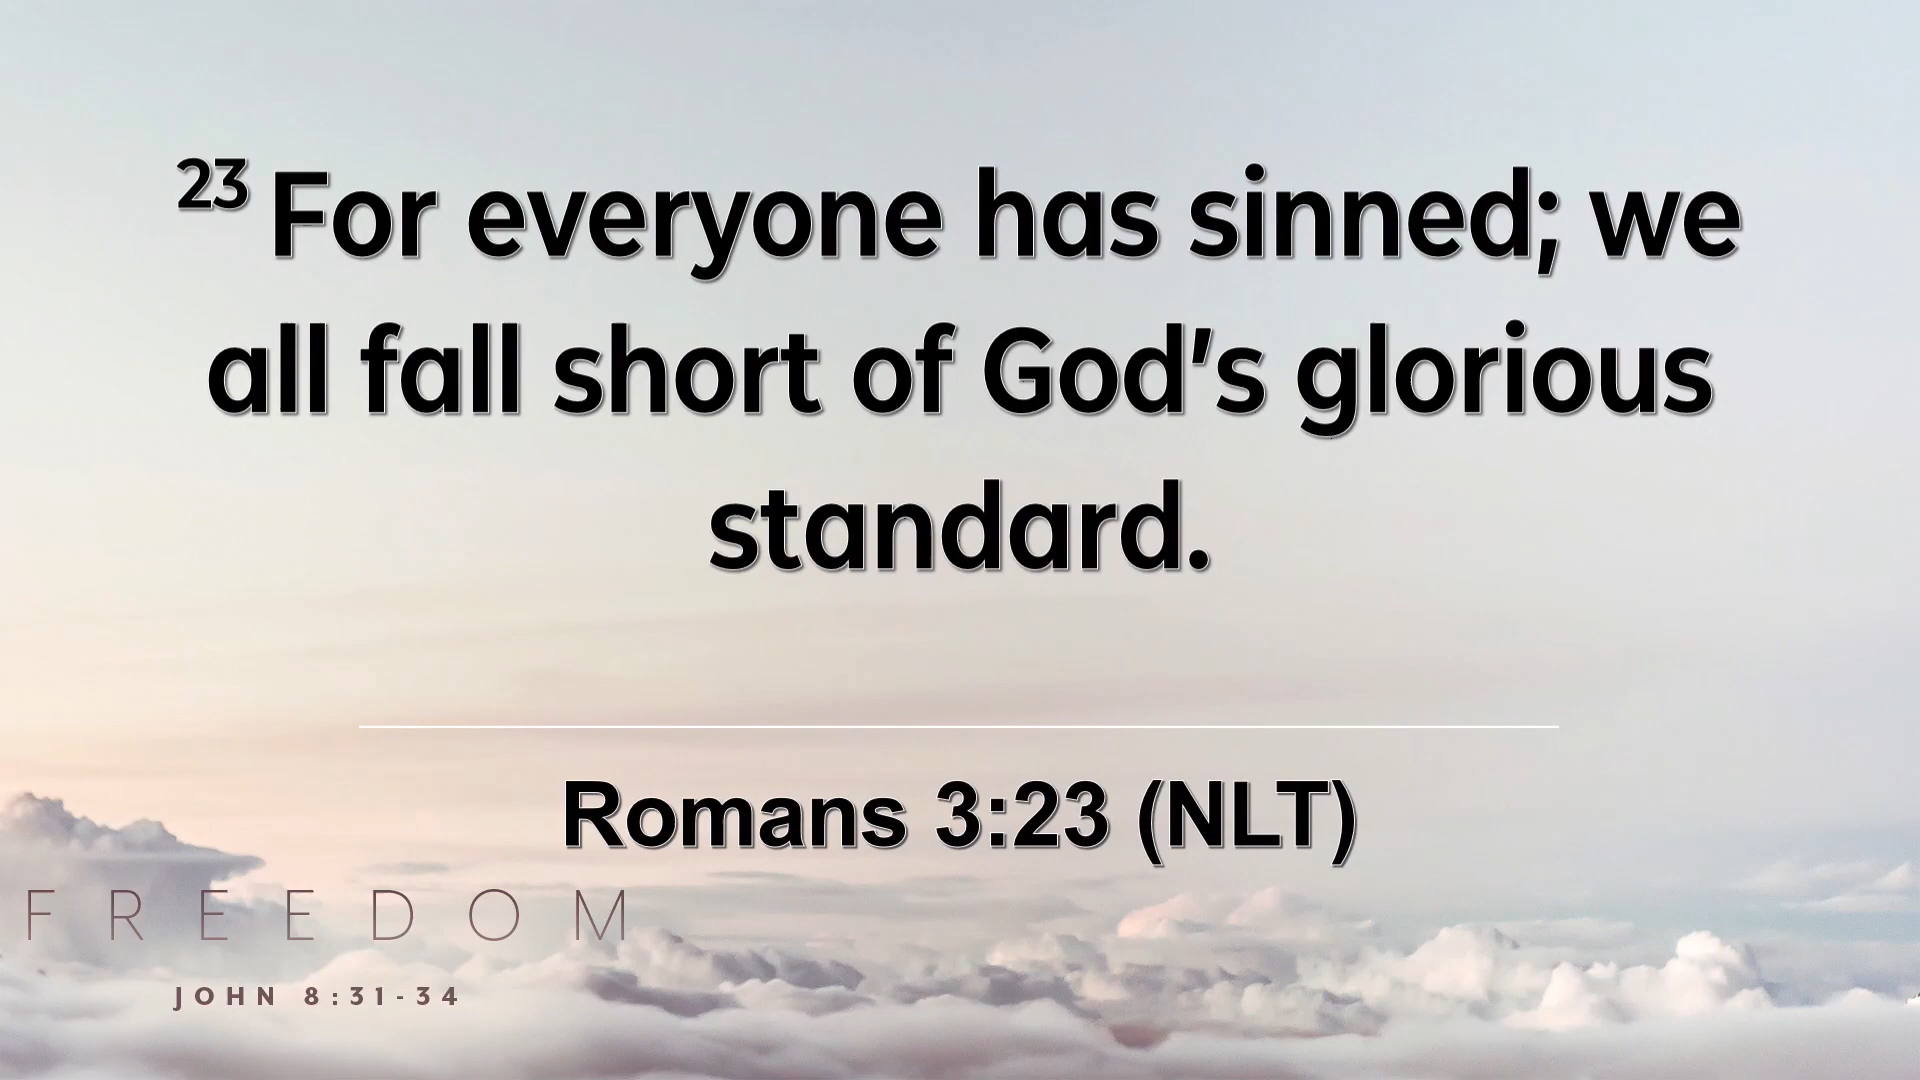 23 For everyone has sinned; we
all fall short of God's glorious
standard.
Romans 3:23 (NLT)
FREEDOM
JOHN 8:31-34